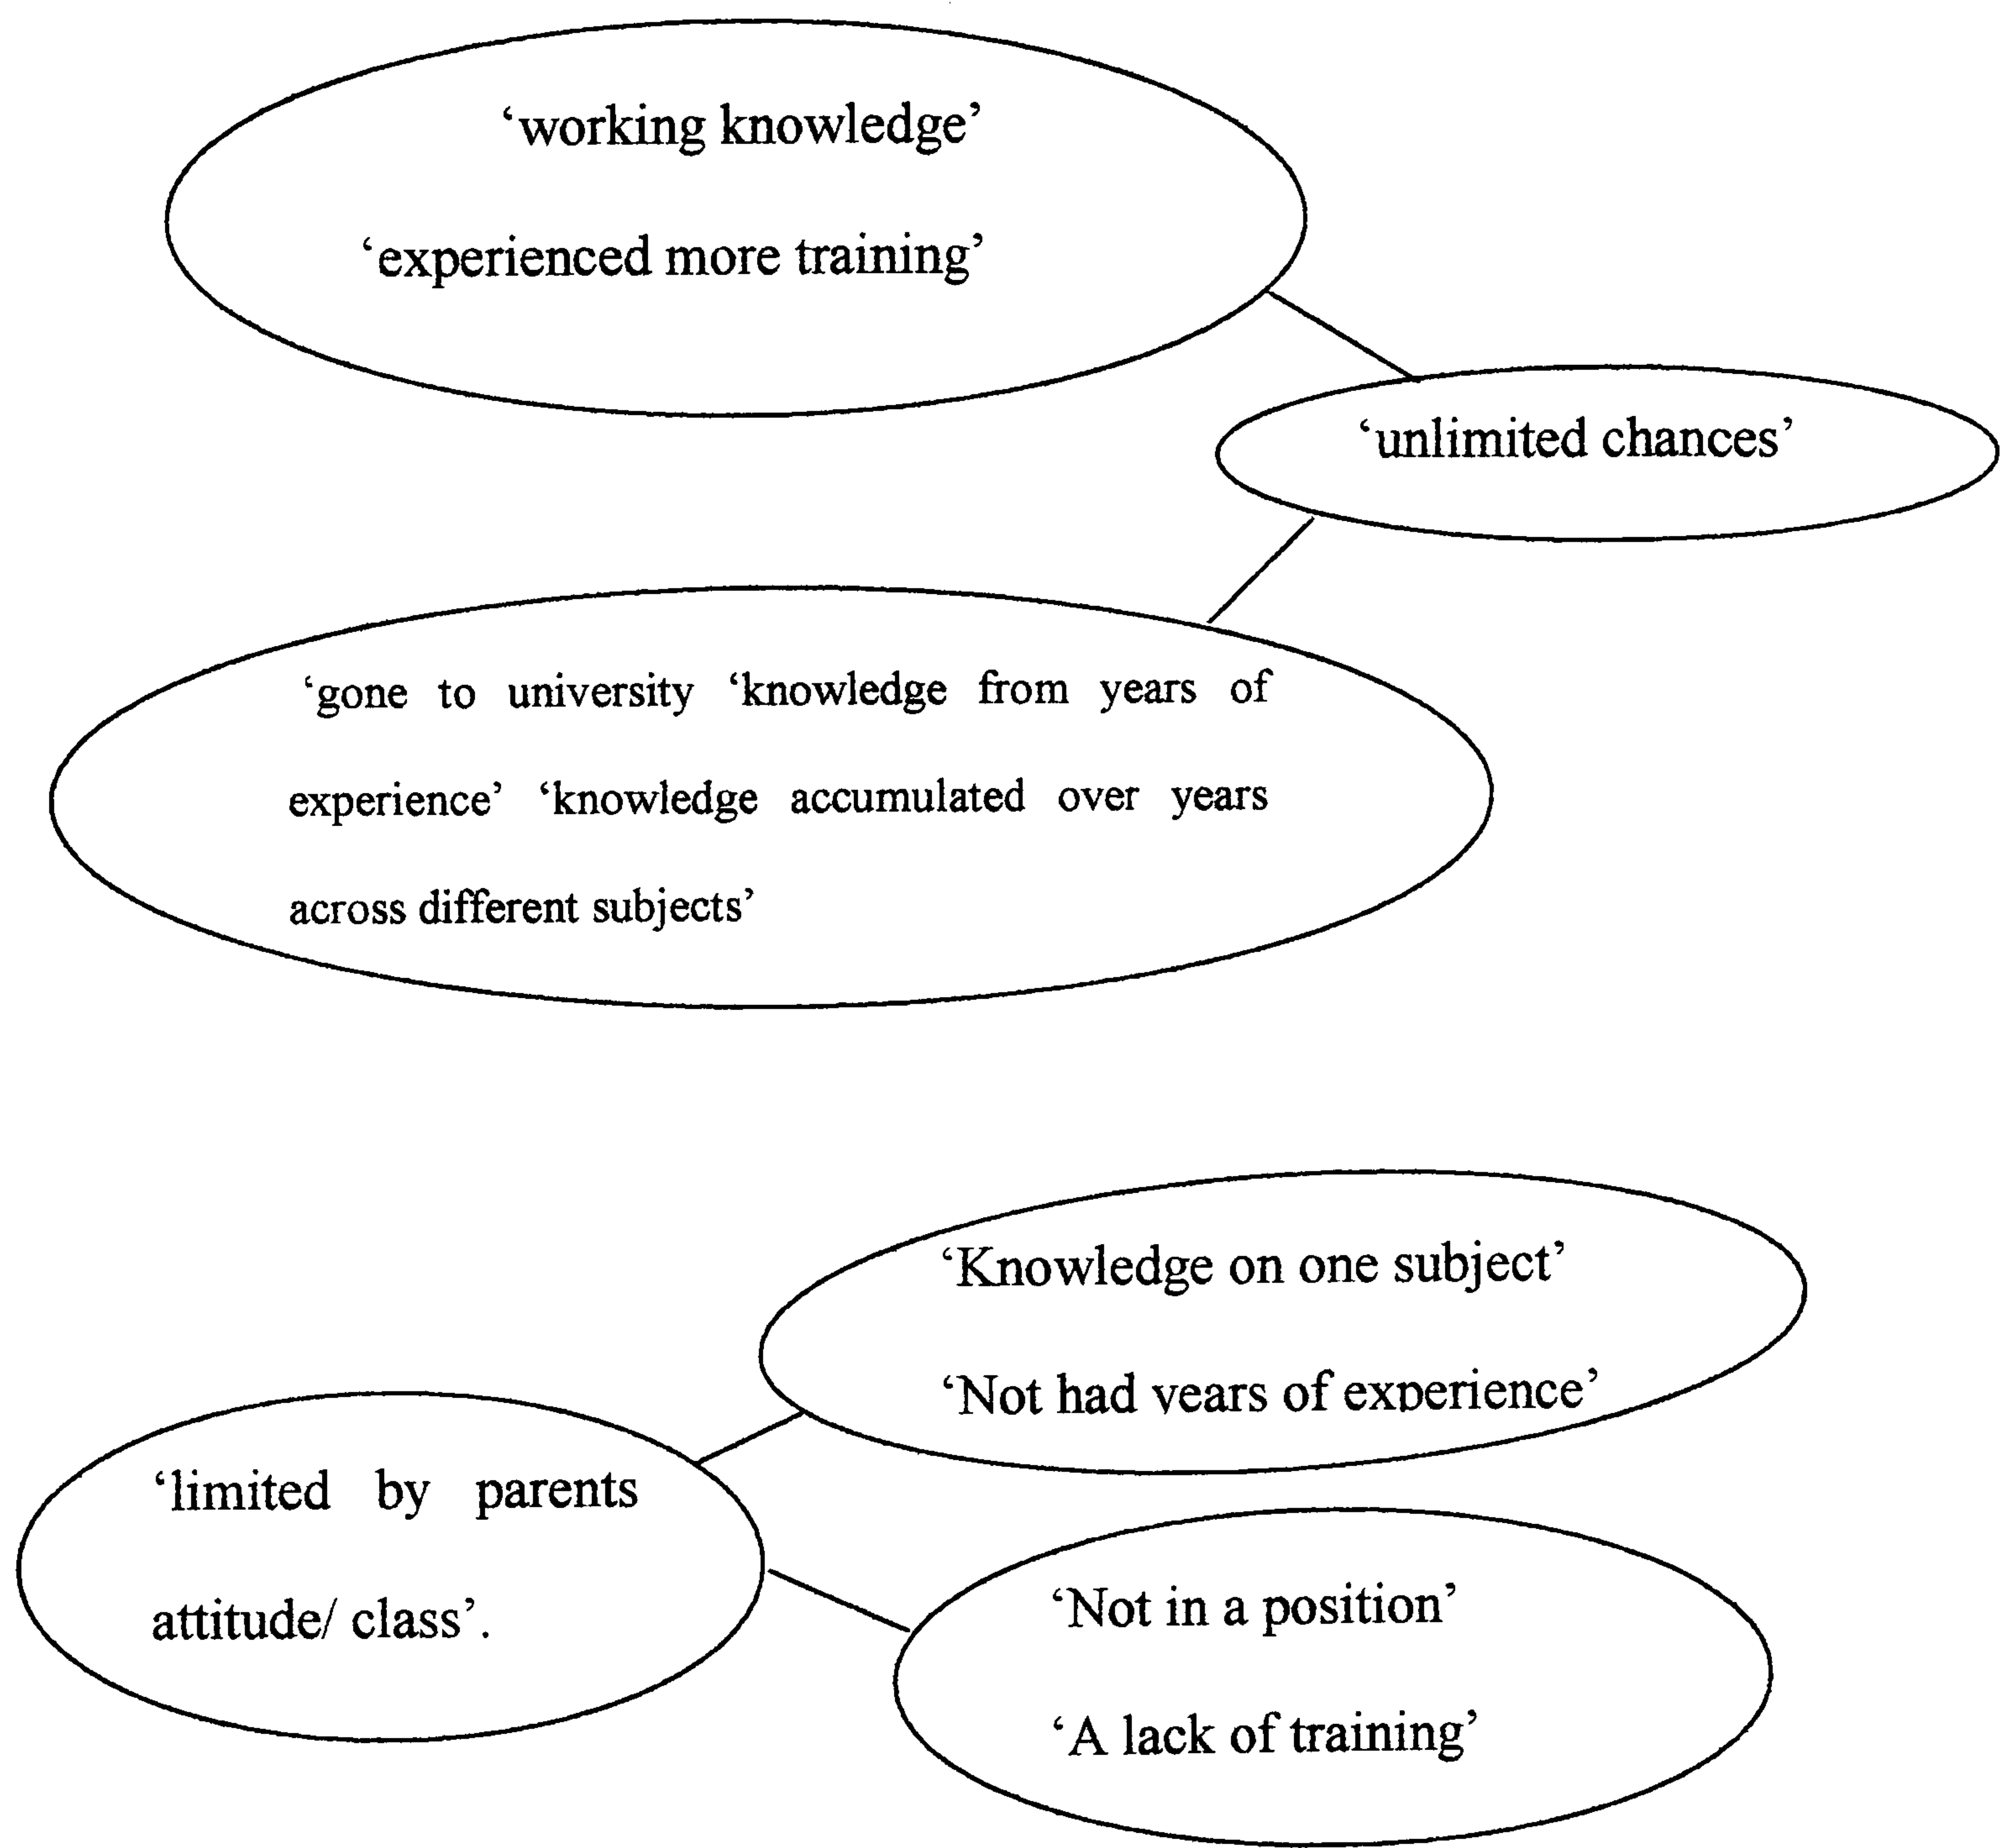 ‘working knowledge’
‘experienced more training’
‘unlimited chances’
‘gone to university ‘knowledge from years of
experience’ ‘knowledge accumulated over years
across different subjects’
‘Knowledge on one subject’
‘Not had years of experience’
‘limited by parents
attitude/ class’.
‘Not in a position’
‘A lack of training’